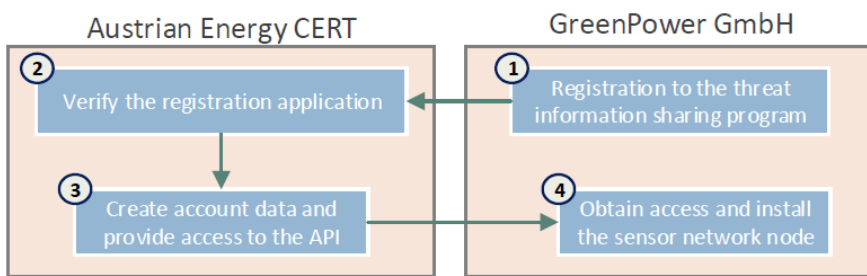 Austrian Energy CERT
GreenPower GmbH
2
Verify the registration application
1
Registration to the threat
information sharing program
3
Create account data and
provide access to the API
4
Obtain access and install
the sensor network node